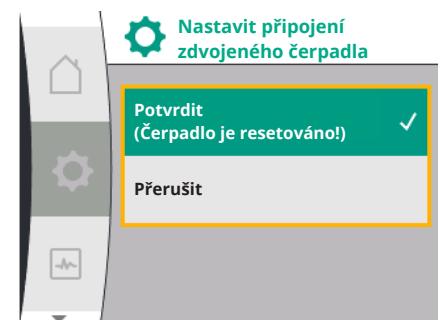 Nastavit připojení
zdvojeného čerpadla
Potvrdit
(Čerpadlo je resetováno!)
Přerušit